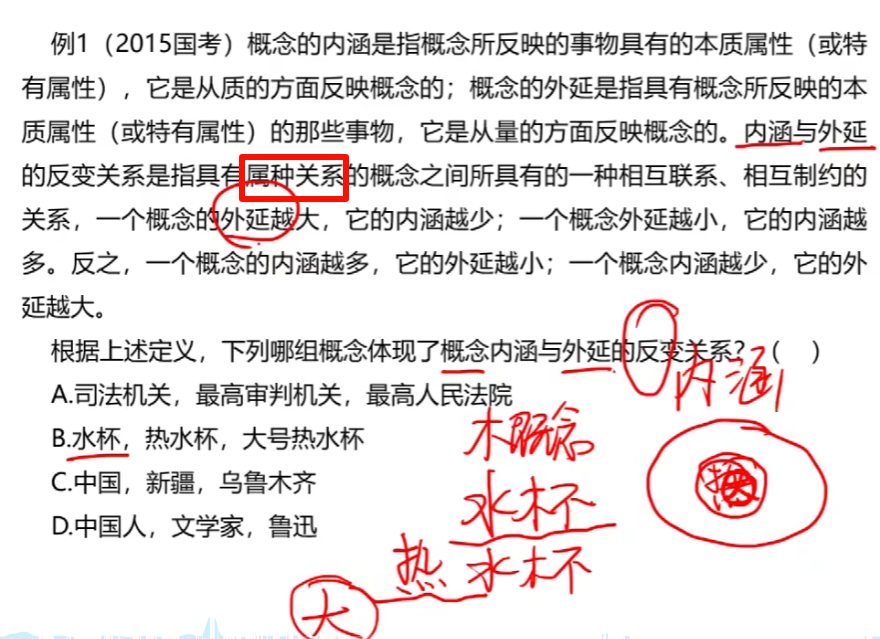 例1（2015国考）概念的内涵是指概念所反映的事物具有的本质属性（或特
有属性），它是从质的方面反映概念的；概念的外延是指具有概念所反映的本
质属性（或特有属性）的那些事物，它是从量的方面反映概念的。内涵与外延
的反变关系是指具有属种关系的概念之间所具有的一种相互联系、相互制约的
关系，一个概念的外延越大，它的内涵越少；一个概念外延越小，它的内涵越
多。反之，一个概念的内涵越多，它的外延越小；一个概念内涵越少，它的外
延越大。
根据上述定义，下列哪组概念体现了概念内涵与外延的反变关系？（ ）
内涵
A.司法机关，最高审判机关，最高人民法院
B.水杯，热水杯，大号热水杯
概念
C.中国，新疆，乌鲁木齐
水杯
D.中国人，文学家，鲁迅
热水杯
大